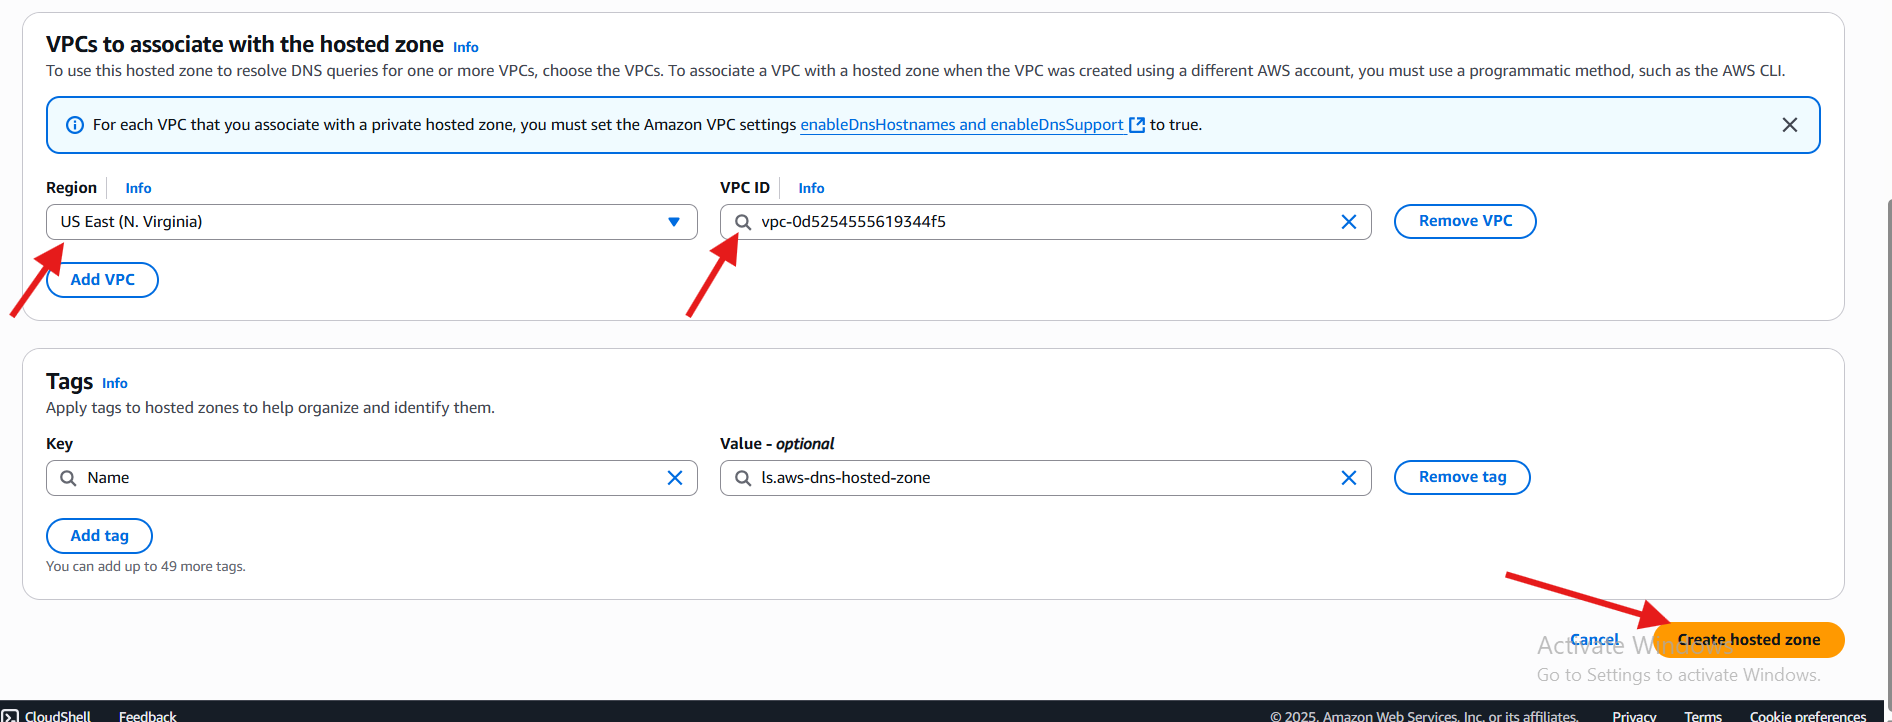 VPCs to associate with the hosted zone Info
To use this hosted zone to resolve DNS queries for one or more VPCs, choose the VPCs. To associate a VPC with a hosted zone when the VPC was created using a different AWS account, you must use a programmatic method, such as the AWS CLI.
For each VPC that you associate with a private hosted zone, you must set the Amazon VPC settings enableDnsHostnames and enableDnsSupport to true.
Region Info
VPC ID Info
US East (N. Virginia)
vpc-0d5254555619344f5
Remove VPC
Add VPC
Tags Info
Apply tags to hosted zones to help organize and identify them.
Key
Value - optional
Name
ls.aws-dns-hosted-zone
Remove tag
Add tag
You can add up to 49 more tags.
Cancel
Create hosted zone
Activate Windows
Go to Settings to activate Windows.
CloudShell Feedback
© 2025, Amazon Web Services, Inc. or its affiliates. Privacy Terms Cookie preferences